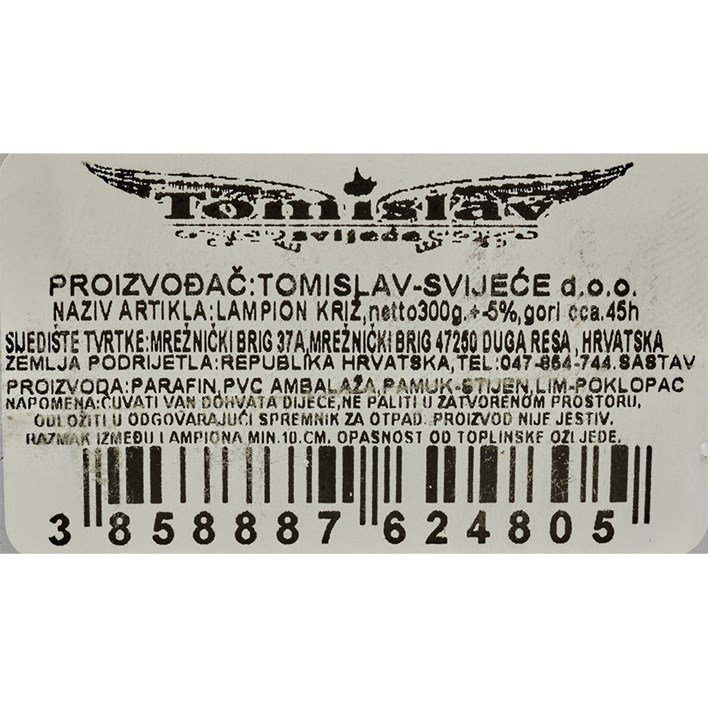 Tomislav
svijeće
PROIZVOĐAČ:TOMISLAV-SVIJEĆE d.o.o.
NAZIV ARTIKLA:LAMPION KRIŽ,netto300g.+-5%,gori cca.45h
SIJEDIŠTE TVRTKE:MREŽNIČKI BRIG 37A,MREŽNIČKI BRIG 47250 DUGA RESA , HRVATSKA
ZEMLJA PODRIJETLA:REPUBLIKA HRVATSKA,TEL:047-854-744.SASTAV
PROIZVODA:PARAFIN,PVC AMBALAŽA,PAMUK-STIJEN,LIM-POKLOPAC
NAPOMENA:ČUVATI VAN DOHVATA DIJECE,NE PALITI U ZATVORENOM PROSTORU,
ODLOŽITI U ODGOVARAJUĆI SPREMNIK ZA OTPAD. PROIZVOD NIJE JESTIV.
RAZMAK IZMEĐU LAMPIONA MIN.10.CM. OPASNOST OD TOPLINSKE OZLJEDE.
3 858887 624805